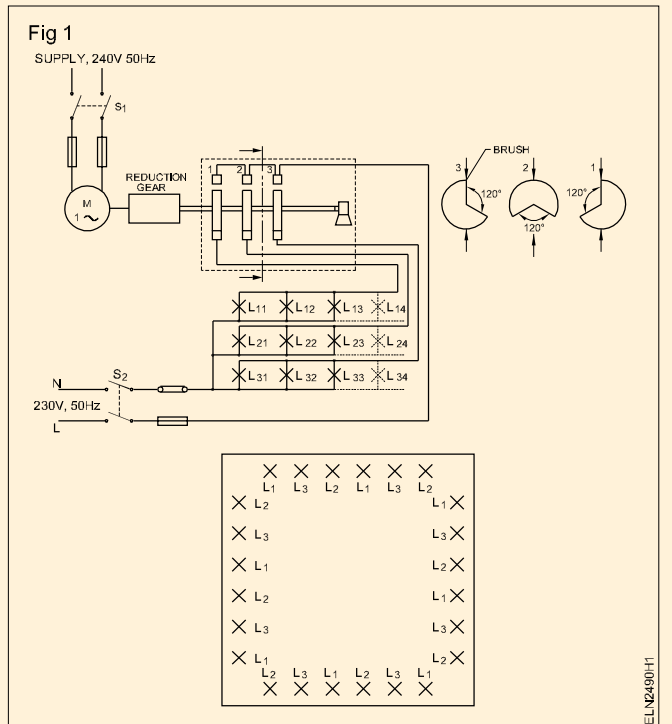 Fig 1
SUPPLY, 240V 50Hz
S1
REDUCTION
GEAR
M
1 ~
1 2 3
BRUSH
3 2 1
120° 120°
120°
L11 L12 L13 L14
L21 L22 L23 L24
L31 L32 L33 L34
N
S2
230V, 50Hz
L
L1 L3 L2 L1 L3 L2
L2 L1
L3 L3
L1 L2
L2 L1
L3 L3
L1 L2
L2 L3 L1 L2 L3 L1
ELN2490H1